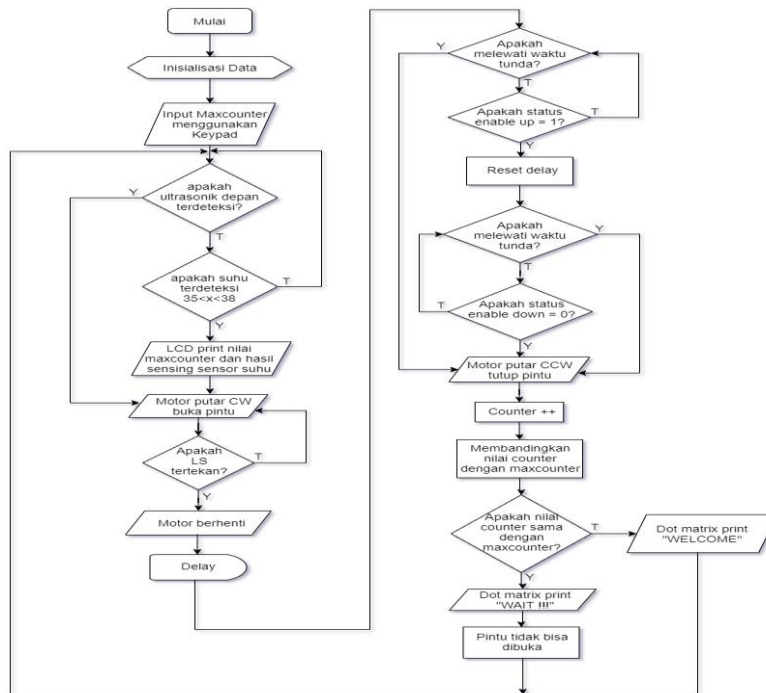 Mulai
Inisialisasi Data
Input Maxcounter
menggunakan
Keypad
apakah
ultrasonik depan
terdeteksi?
Y
T
apakah suhu
terdeteksi
35<x<38
T
Y
LCD print nilai
maxcounter dan hasil
sensing sensor suhu
Motor putar CW
buka pintu
Apakah
LS
tertekan?
T
Y
Motor berhenti
Delay
Apakah
melewati waktu
tunda?
Y
T
Apakah status
enable up = 1?
T
Y
Reset delay
Apakah
melewati waktu
tunda?
Y
T
Apakah status
enable down = 0?
T
Y
Motor putar CCW
tutup pintu
Counter ++
Membandingkan
nilai counter
dengan maxcounter
Apakah nilai
counter sama
dengan
maxcounter?
T
Y
Dot matrix print
"WELCOME"
Dot matrix print
"WAIT !!!"
Pintu tidak bisa
dibuka